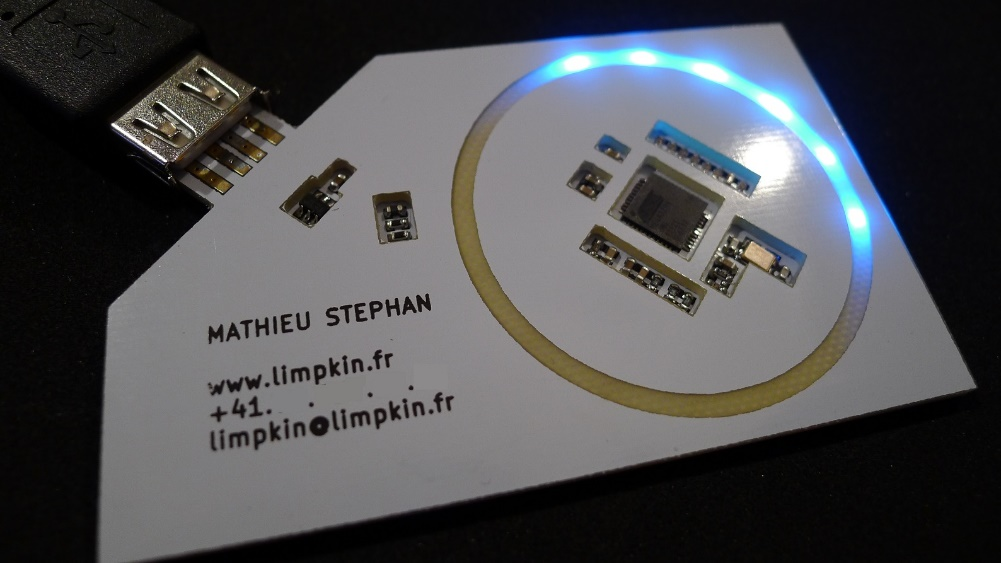 MATHIEU STEPHAN
www.limpkin.fr
+41. . . .
limpkin@limpkin.fr